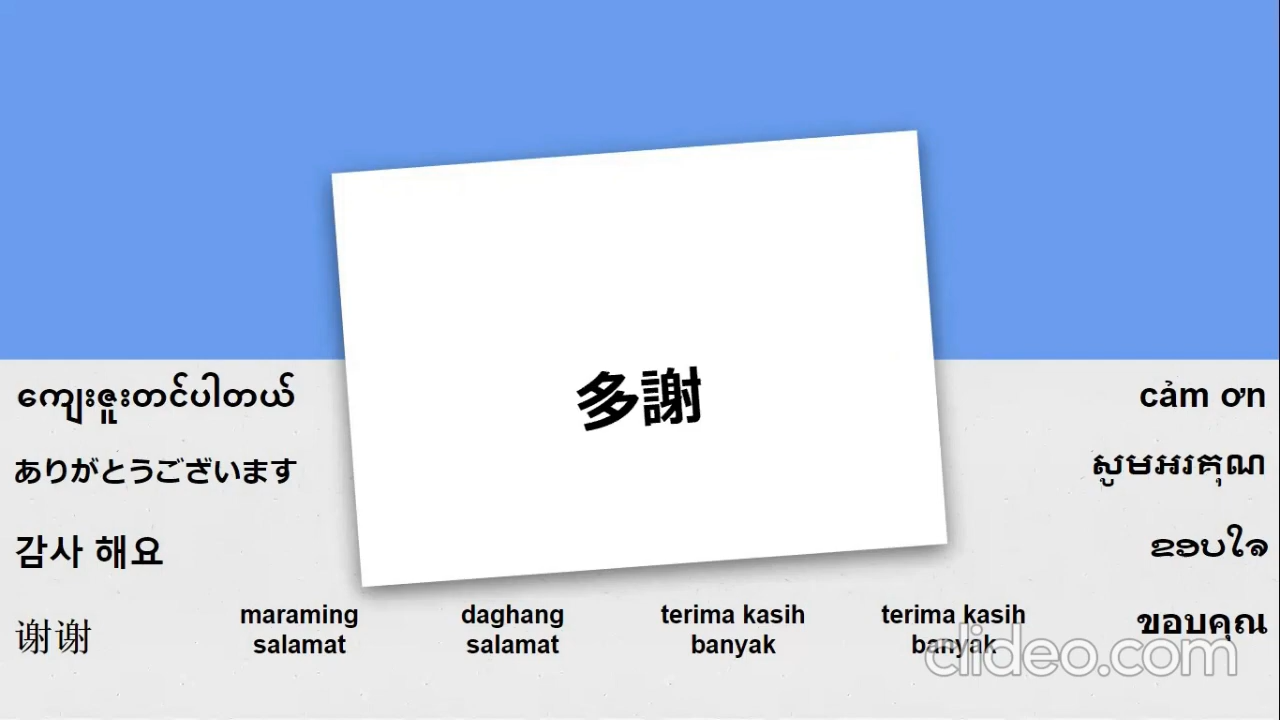 多謝
ကျေးဇူးတင်ပါတယ်
cảm ơn
ありがとうございます
សូមអរគុណ
감사 해요
ຂອບໃຈ
谢谢
maraming
salamat
daghang
salamat
terima kasih
banyak
terima kasih
banyak
ขอบคุณ
clideo.com